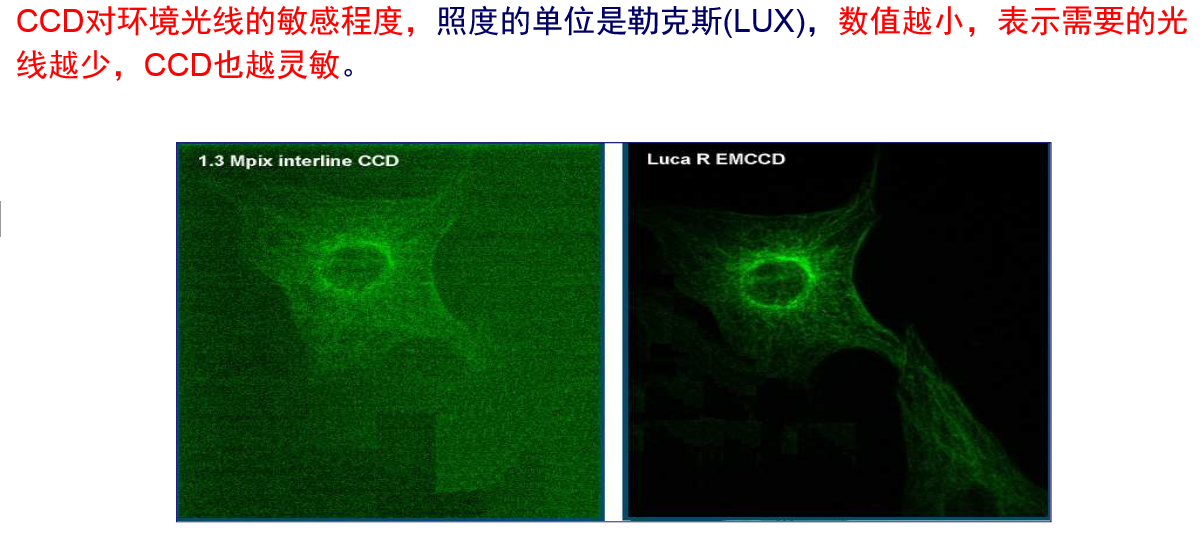 CCD对环境光线的敏感程度，照度的单位是勒克斯(LUX)，数值越小，表示需要的光
线越少，CCD也越灵敏。
1.3 Mpix interline CCD
Luca R EMCCD